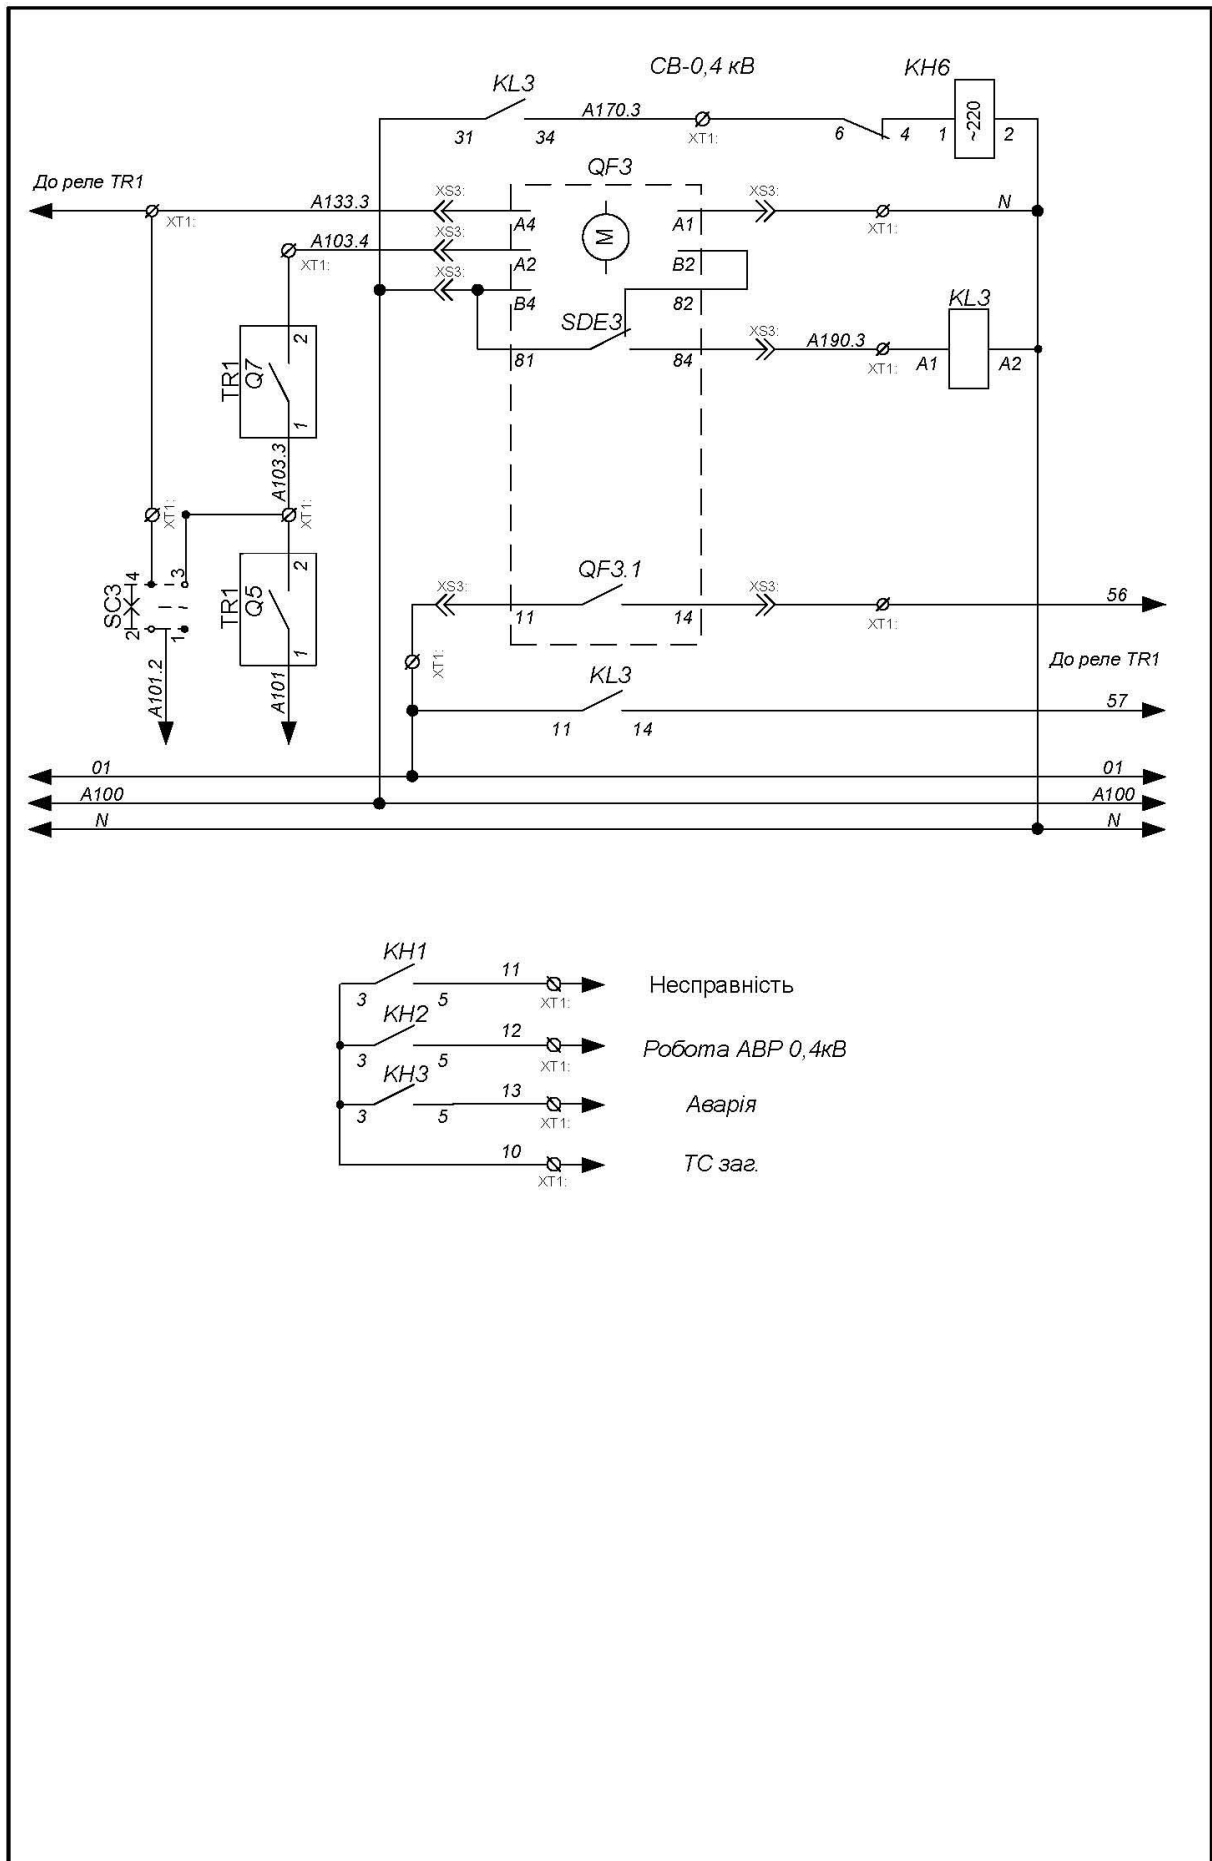 СВ-0,4 кВ
KH6
KL3
A170.3
~220
31
34
XT1:
6
4
1
2
До реле TR1
QF3
A133.3
XS3:
XS3:
N
XT1:
A4
A1
XT1:
A103.4
XS3:
XT1:
A2
B2
XS3:
B4
82
KL3
SDE3
2
XS3:
A190.3
81
84
XT1:
A1
A2
TR1
Q7
1
A103.3
XT1:
XT1:
4
3
SC3
2
1
TR1
Q5
2
1
XS3:
QF3.1
XS3:
56
11
14
XT1:
A101.2
A101
XT1:
KL3
До реле TR1
57
11
14
01
01
A100
A100
N
N
KH1
11
Несправність
3
5
XT1:
KH2
12
Робота АВР 0,4кВ
3
5
XT1:
KH3
13
Аварія
3
5
XT1:
10
ТС заг.
XT1:
M